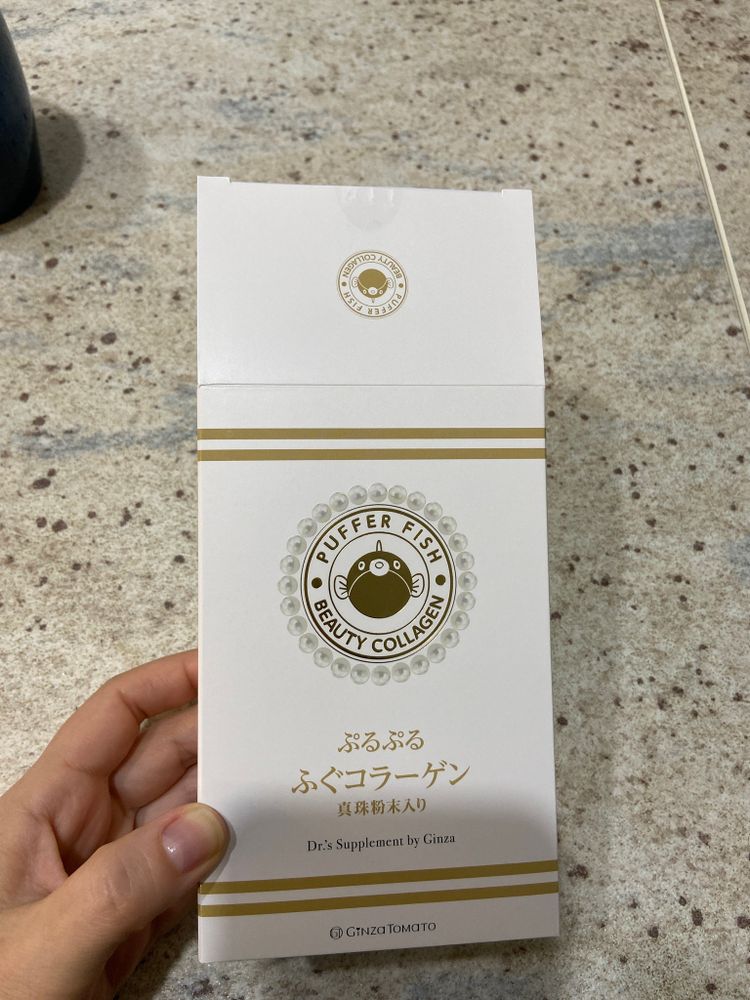 PUFFER FISH
BEAUTY COLLAGEN
PUFFER FISH
BEAUTY COLLAGEN
ぷるぷる
ふぐコラーゲン
真珠粉末入り
Dr.'s Supplement by Ginza
GT GINZA TOMATO